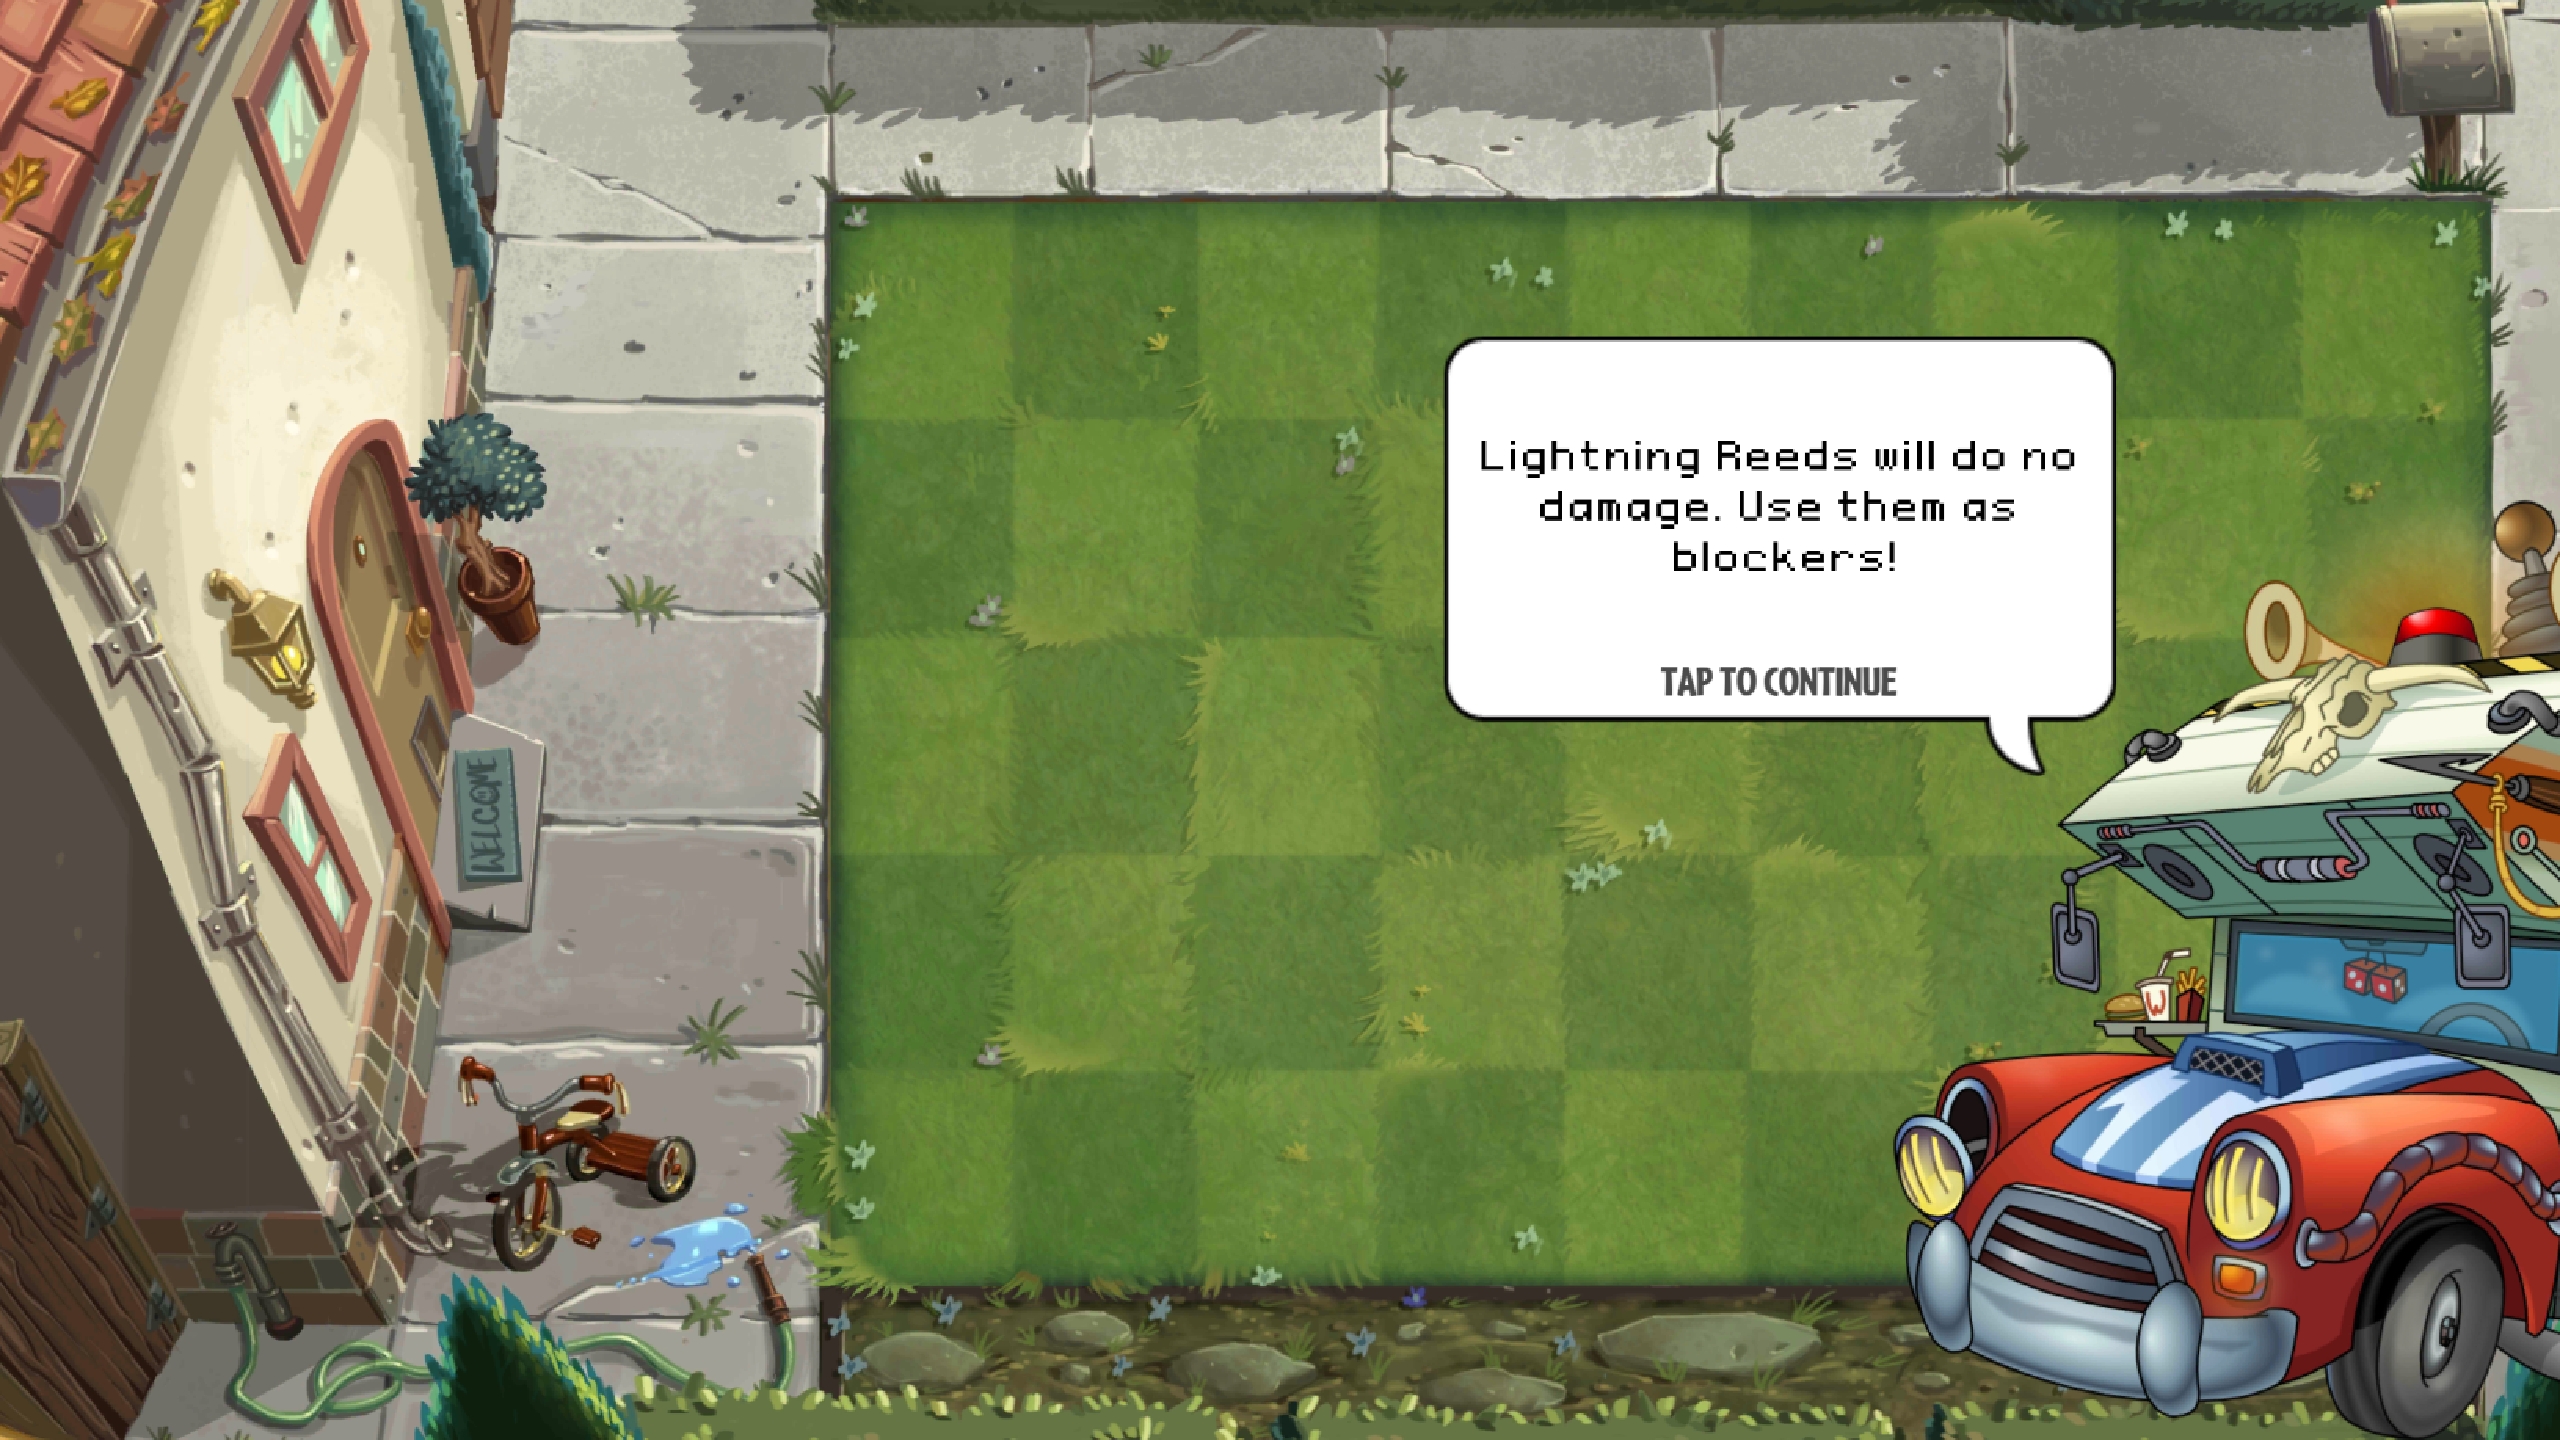 Lightning Reeds will do no
damage. Use them as
blockers!
TAP TO CONTINUE
WELCOME
W